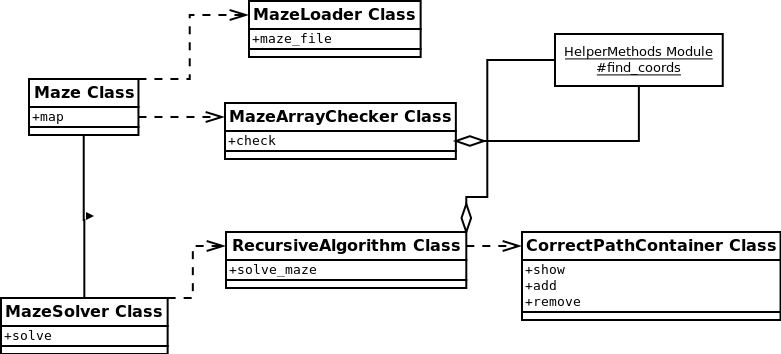 MazeLoader Class
+maze_file
HelperMethods Module
#find_coords
Maze Class
+map
MazeArrayChecker Class
+check
RecursiveAlgorithm Class
+solve_maze
CorrectPathContainer Class
+show
+add
+remove
MazeSolver Class
+solve